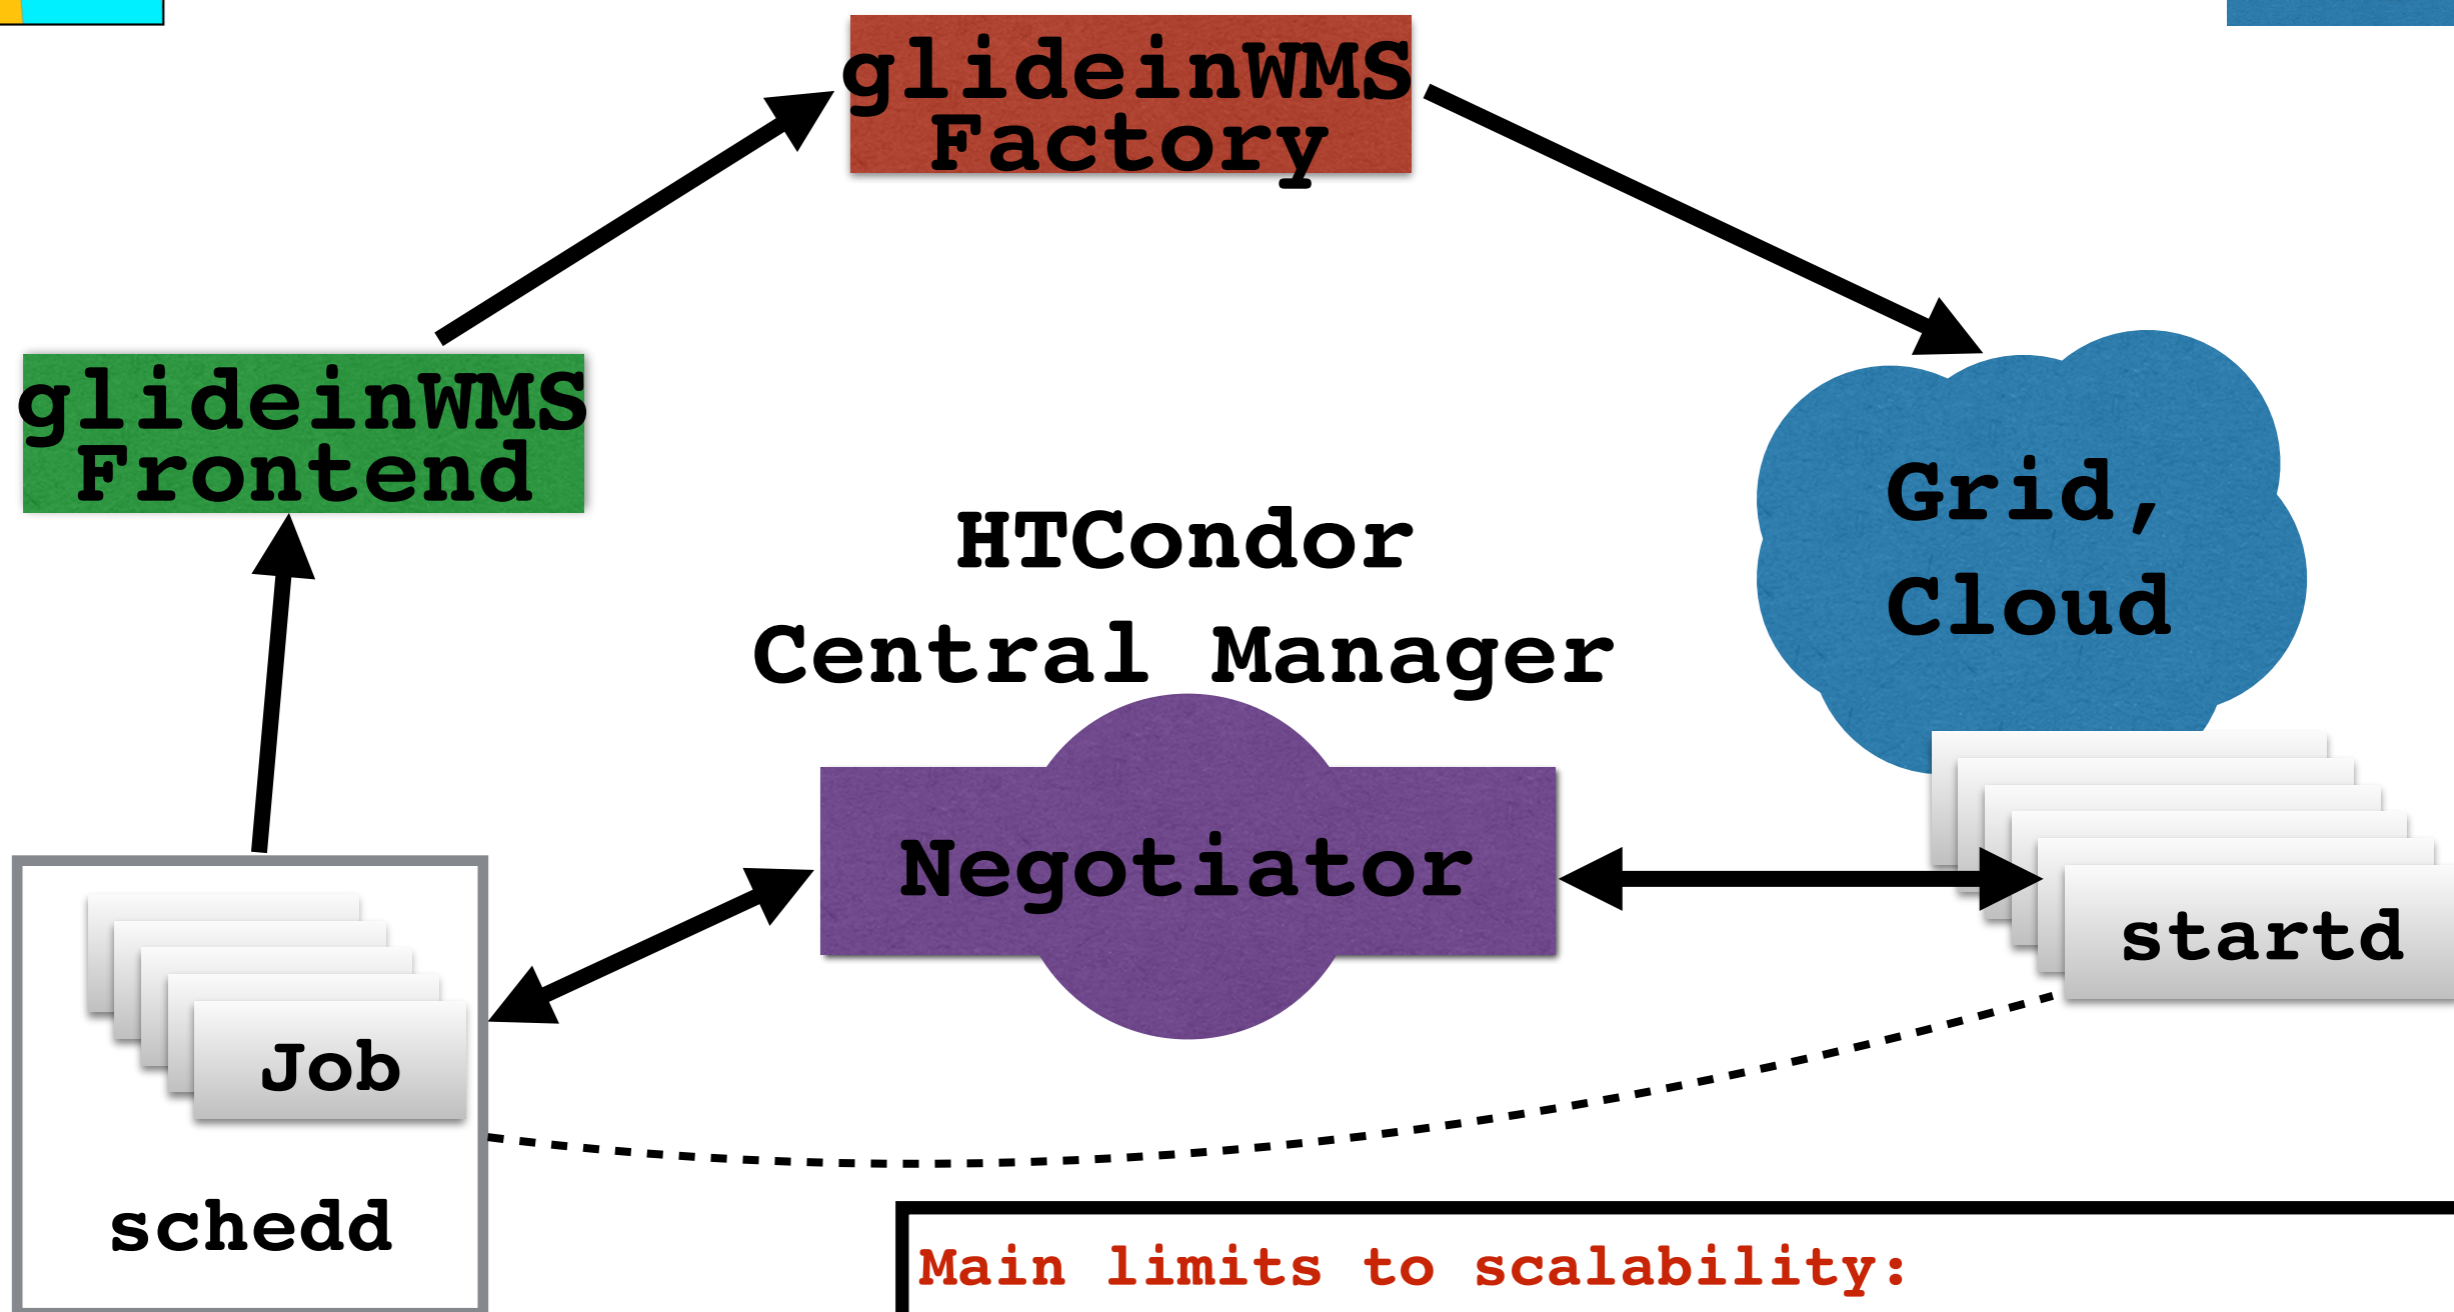 glideinWMS
Factory
glideinWMS
Frontend
Grid,
Cloud
HTCondor
Central Manager
Negotiator
startd
Job
schedd
Main limits to scalability: